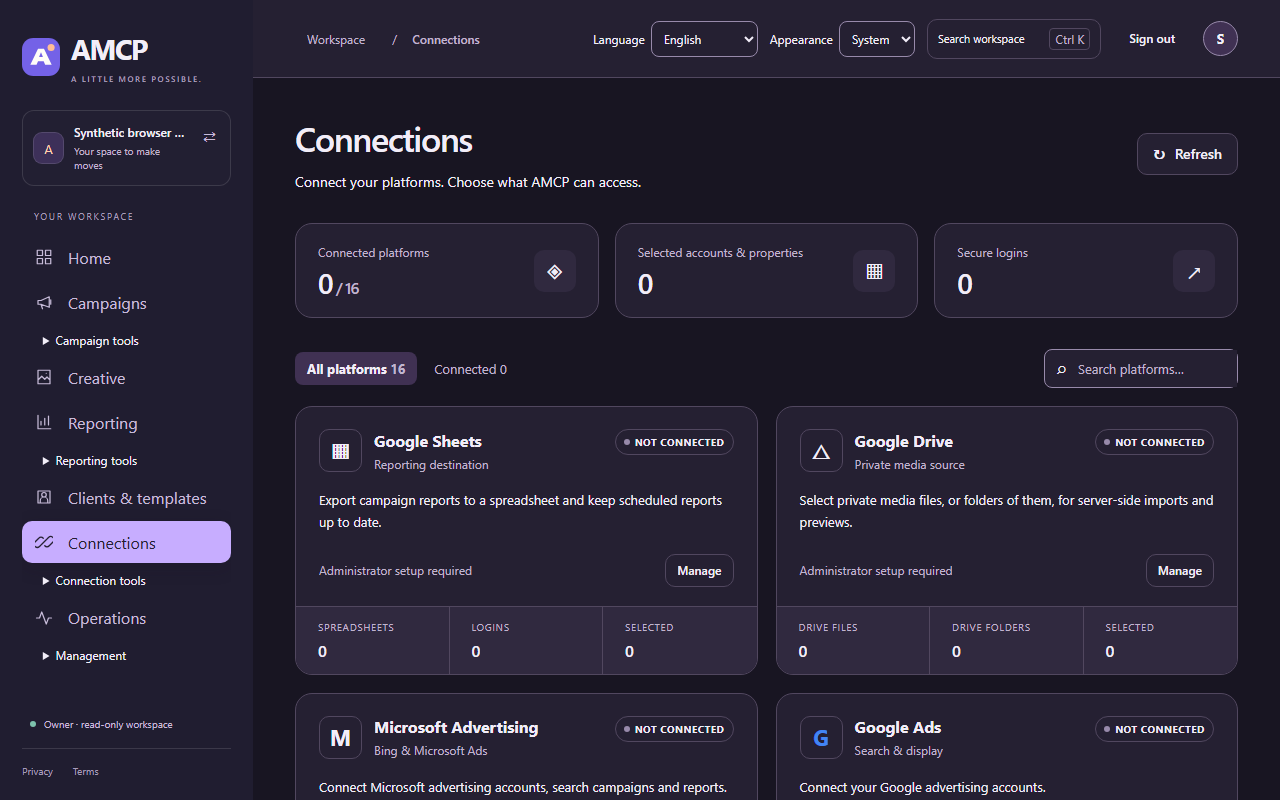 AMCP
A LITTLE MORE POSSIBLE.
A
Synthetic browser ...
Your space to make
moves
YOUR WORKSPACE
Home
Campaigns
Campaign tools
Creative
Reporting
Reporting tools
Clients & templates
Connections
Connection tools
Operations
Management
Owner · read-only workspace
Privacy Terms
Workspace / Connections
Language English Appearance System Search workspace Ctrl K Sign out S
Connections
Connect your platforms. Choose what AMCP can access.
Refresh
Connected platforms
0 / 16
Selected accounts & properties
0
Secure logins
0
All platforms 16 Connected 0
Search platforms...
Google Sheets
Reporting destination
NOT CONNECTED
Export campaign reports to a spreadsheet and keep scheduled reports
up to date.
Administrator setup required
Manage
SPREADSHEETS LOGINS SELECTED
0 0 0
Google Drive
Private media source
NOT CONNECTED
Select private media files, or folders of them, for server-side imports and
previews.
Administrator setup required
Manage
DRIVE FILES DRIVE FOLDERS SELECTED
0 0 0
M
Microsoft Advertising
Bing & Microsoft Ads
NOT CONNECTED
Connect Microsoft advertising accounts, search campaigns and reports.
G
Google Ads
Search & display
NOT CONNECTED
Connect your Google advertising accounts.